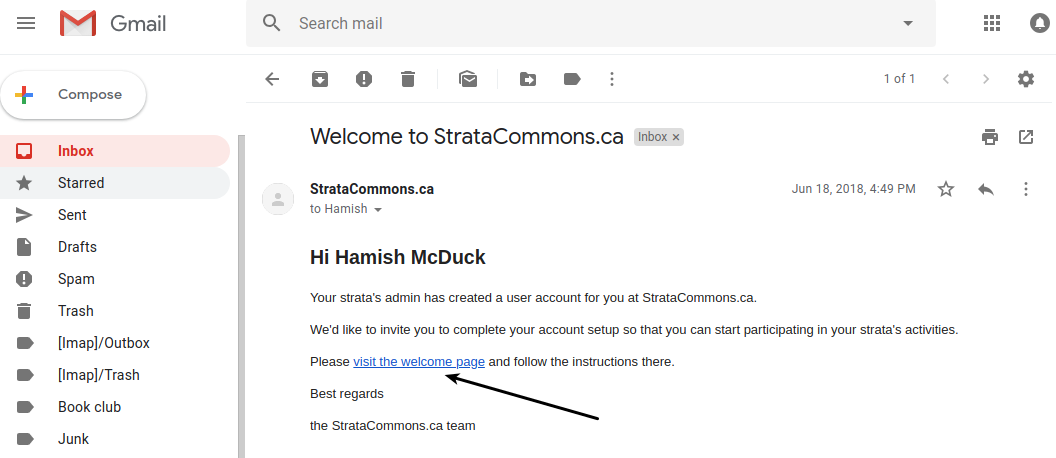 Gmail
Search mail
Compose
1 of 1
Inbox
Starred
Sent
Drafts
Spam
Trash
[Imap]/Outbox
[Imap]/Trash
Book club
Junk
Welcome to StrataCommons.ca Inbox ×
StrataCommons.ca Jun 18, 2018, 4:49 PM
to Hamish
Hi Hamish McDuck
Your strata's admin has created a user account for you at StrataCommons.ca.
We'd like to invite you to complete your account setup so that you can start participating in your strata's activities.
Please visit the welcome page and follow the instructions there.
Best regards
the StrataCommons.ca team